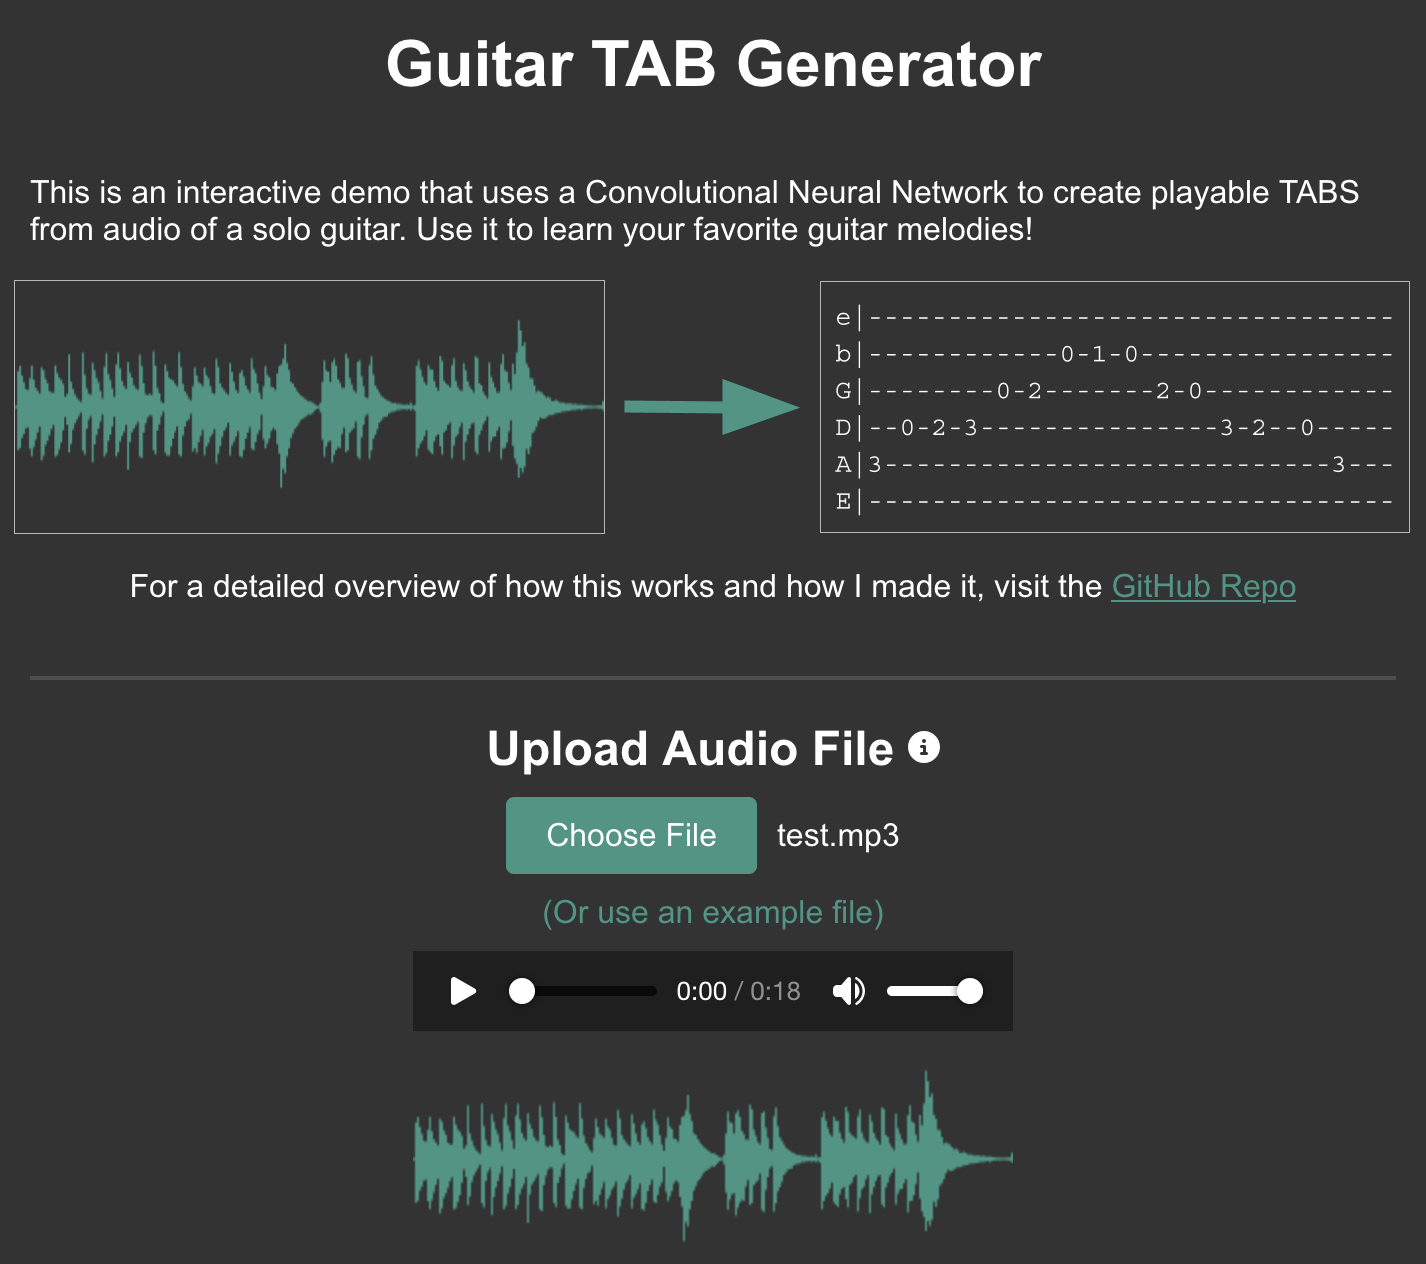 Guitar TAB Generator
This is an interactive demo that uses a Convolutional Neural Network to create playable TABS
from audio of a solo guitar. Use it to learn your favorite guitar melodies!
e|---------------------------------
b|------------0-1-0----------------
G|--------0-2-------2-0------------
D|--0-2-3---------------3-2--0-----
A|3----------------------------3---
E|---------------------------------
For a detailed overview of how this works and how I made it, visit the GitHub Repo
Upload Audio File
Choose File test.mp3
(Or use an example file)
0:00 / 0:18